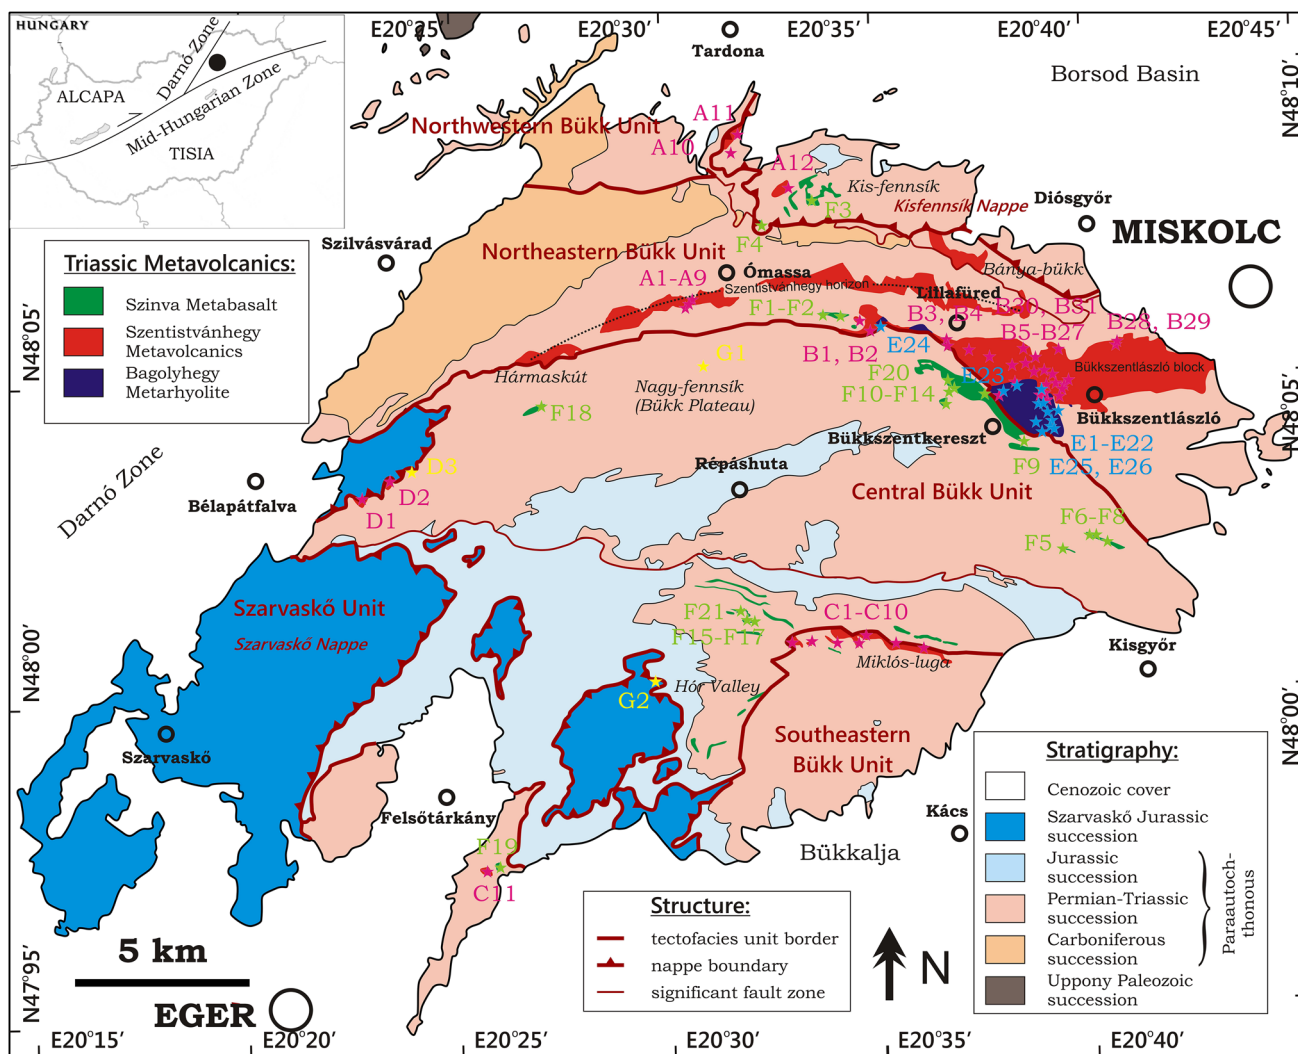 HUNGARY
Darnó Zone
ALCAPA
Mid-Hungarian Zone
TISIA
E20°25′
E20°30′
E20°35′
E20°40′
E20°45′
Tardona
Borsod Basin
N48°10′
Northwestern Bükk Unit
A11
A10
A12
Kis-fennsík
F3
Kisfennsík Nappe
Diósgyőr
MISKOLC
F4
Szilvásvárad
Northeastern Bükk Unit
Bánya-bükk
Triassic Metavolcanics:
Szinva Metabasalt
Szentistvánhegy
Metavolcanics
Bagolyhegy
Metarhyolite
A1-A9
Ómassa
Szentistvánhegy horizon
Lillafüred
F1-F2
B3, B4
B30, B31
B5-B27
B28, B29
N48°05′
B1, B2
E24
G1
Hármaskút
Nagy-fennsík
(Bükk Plateau)
F20
E23
Bükkszentlászló block
F10-F14
F18
Bükkszentkereszt
Bükkszentlászló
N48°05′
E1-E22
F9
E25, E26
Darnó Zone
D3
Répáshuta
Bélapátfalva
D2
D1
Central Bükk Unit
F6-F8
F5
Szarvaskő Unit
Szarvaskő Nappe
F21
F15-F17
C1-C10
Miklós-luga
Kisgyőr
N48°00′
G2
Hór Valley
N48°00′
Szarvaskő
Southeastern
Bükk Unit
Felsőtárkány
Kács
Bükkalja
F19
C11
Stratigraphy:
Cenozoic cover
Szarvaskő Jurassic
succession
Jurassic
succession
Permian-Triassic
succession
Carboniferous
succession
Uppony Paleozoic
succession
Paraautoch-
thonous
Structure:
tectofacies unit border
nappe boundary
significant fault zone
N
5 km
EGER
N47°95′
E20°15′
E20°20′
E20°25′
E20°30′
E20°35′
E20°40′